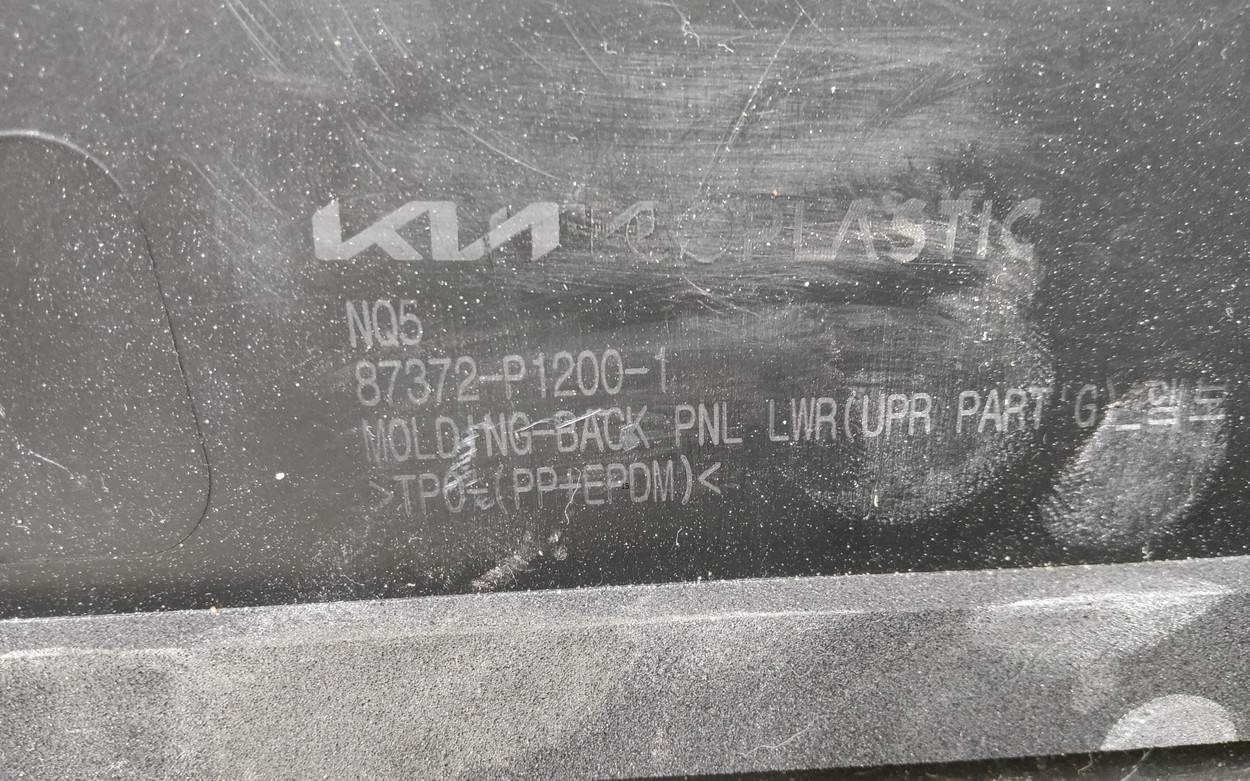 KIA ECOPLASTIC
NQ5
87372-P1200-1
MOLDING-BACK PNL LWR(UPR PART'G)
>TPO-(PP+EPDM)<